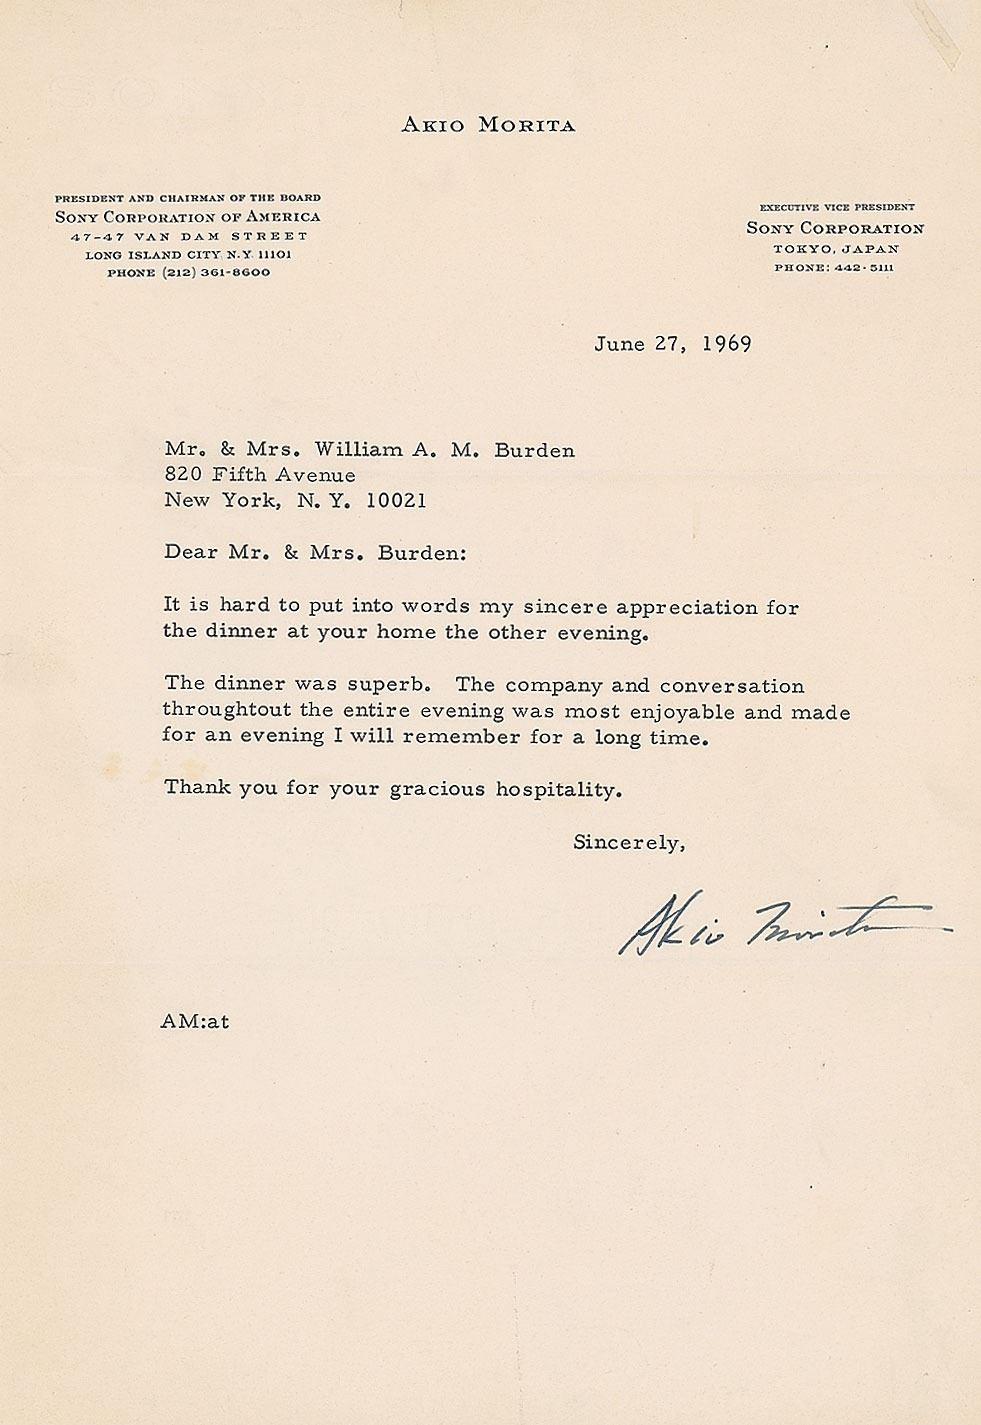 AKIO MORITA
PRESIDENT AND CHAIRMAN OF THE BOARD
SONY CORPORATION OF AMERICA
47-47 VAN DAM STREET
LONG ISLAND CITY, N.Y. 11101
PHONE (212) 361-8600
EXECUTIVE VICE PRESIDENT
SONY CORPORATION
TOKYO, JAPAN
PHONE: 442-5111
June 27, 1969
Mr. & Mrs. William A. M. Burden
820 Fifth Avenue
New York, N. Y. 10021
Dear Mr. & Mrs. Burden:
It is hard to put into words my sincere appreciation for
the dinner at your home the other evening.
The dinner was superb. The company and conversation
throughtout the entire evening was most enjoyable and made
for an evening I will remember for a long time.
Thank you for your gracious hospitality.
Sincerely,
Akio Morita
AM:at